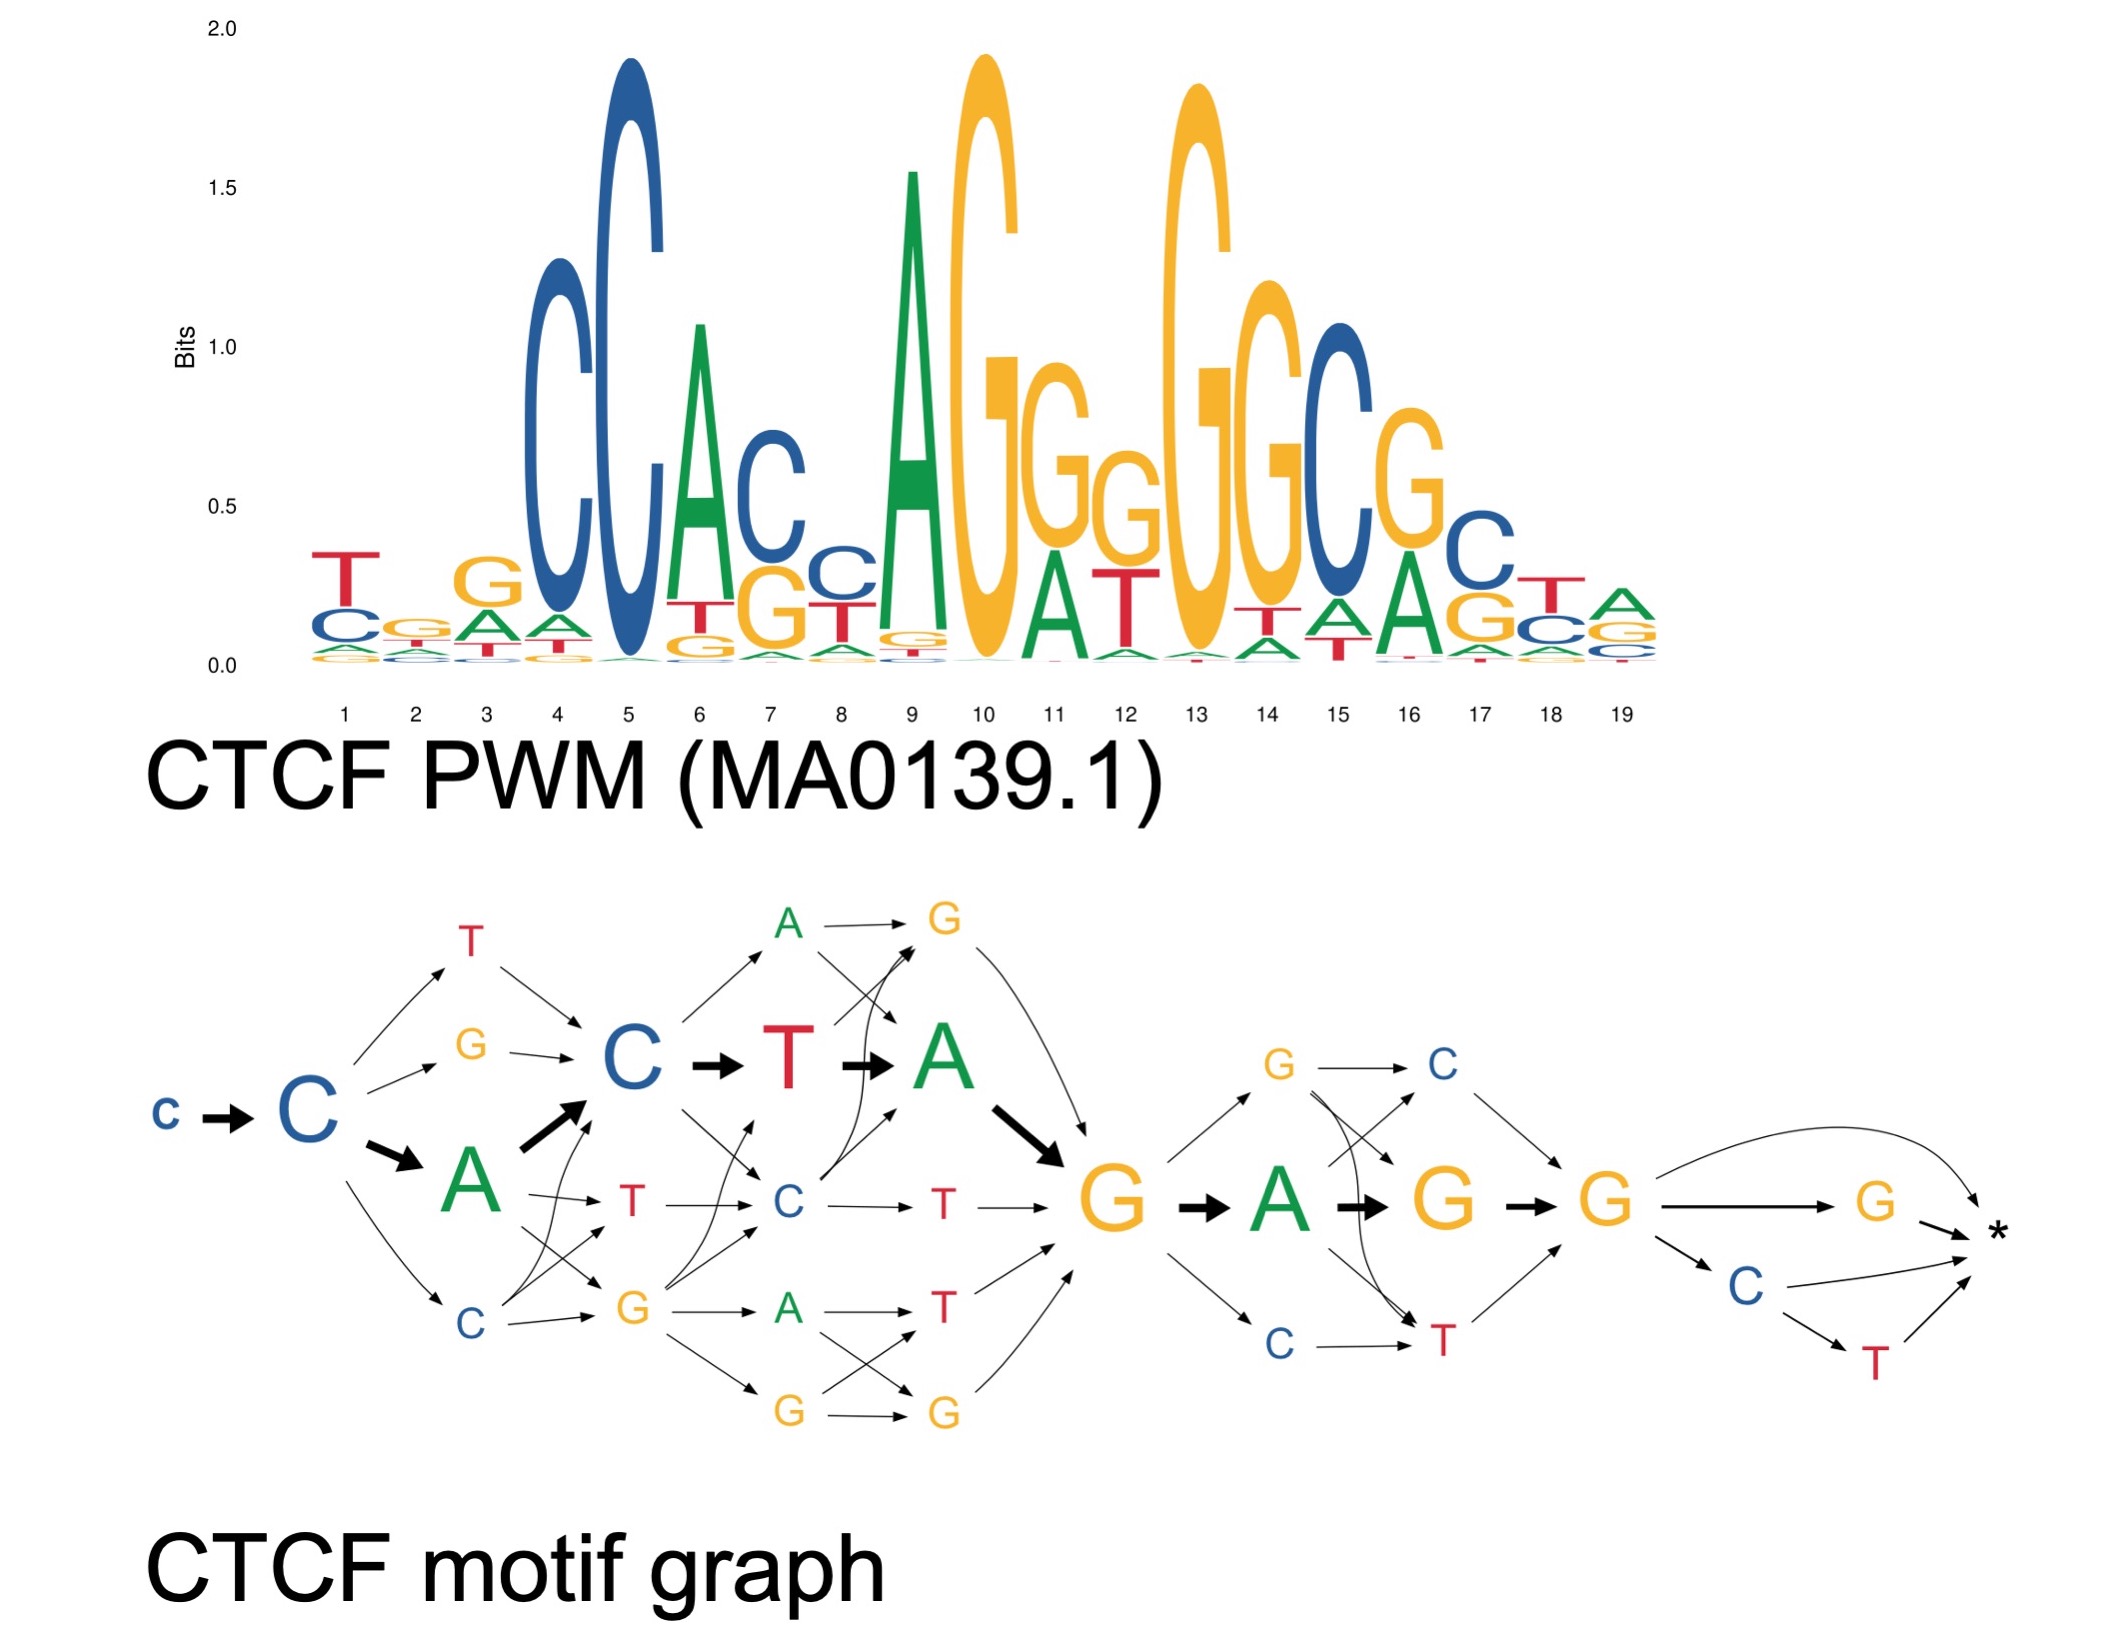 2.0
1.5
1.0
0.5
0.0
Bits
T C A G
G T A C
G A T C
C A T G
C A
A T G C
C G A
C T A G
A G T C
G
G A
G T A
G A T
G T A
C A T
G A
C G A T
T C A G
A G C T
1 2 3 4 5 6 7 8 9 10 11 12 13 14 15 16 17 18 19
CTCF PWM (MA0139.1)
A G
T
G C T A G C
C C
A T C T G A G G G *
C
C G A T C T
T
G G
CTCF motif graph